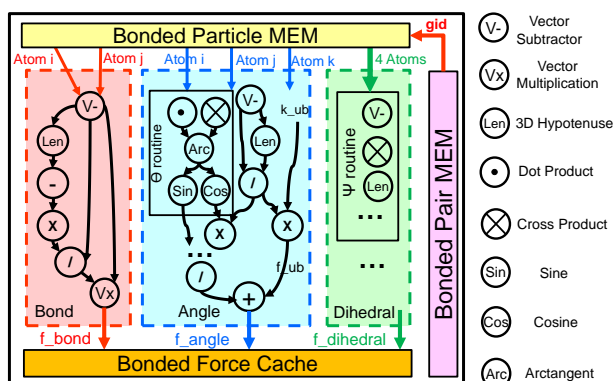 Bonded Particle MEM
gid
Atom i
Atom j
Atom i
Atom j
Atom k
4 Atoms
V-
Len
-
x
/
Vx
Bond
Θ routine
Arc
Sin
Cos
V-
Len
k_ub
/
x
x
...
/
f_ub
+
Angle
Ψ routine
V-
Len
...
...
Dihedral
Bonded Pair MEM
f_bond
f_angle
f_dihedral
Bonded Force Cache
V- Vector
Subtractor
Vx Vector
Multiplication
Len 3D Hypotenuse
Dot Product
Cross Product
Sin Sine
Cos Cosine
Arc Arctangent